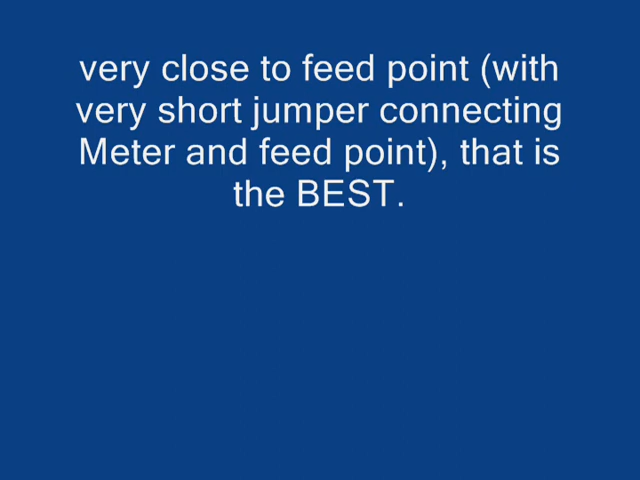 very close to feed point (with
very short jumper connecting
Meter and feed point), that is
the BEST.